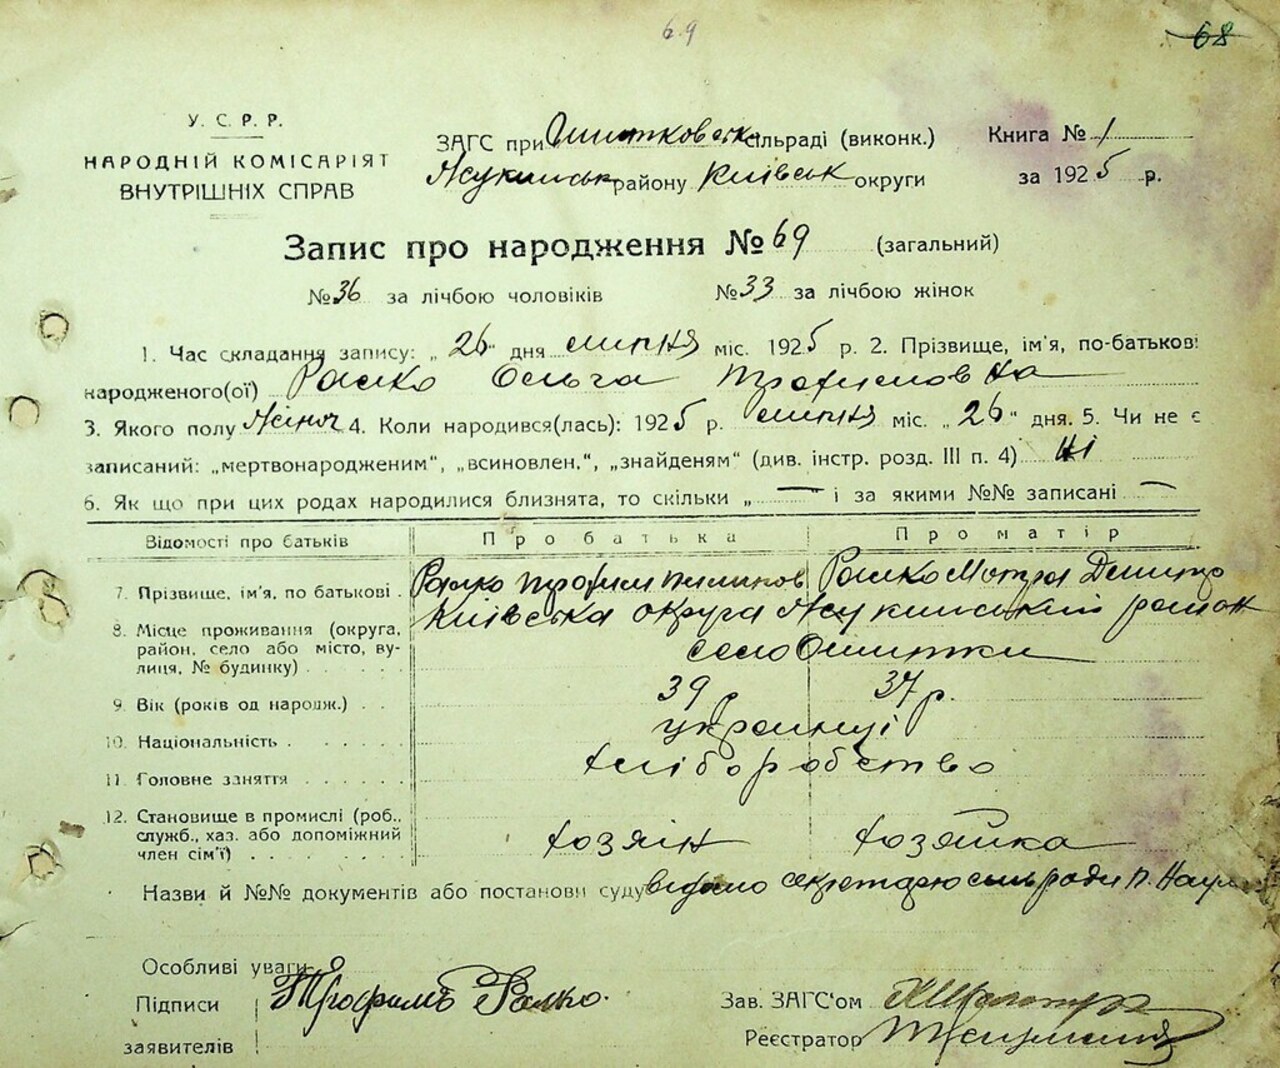 69
68
У. С. Р. Р.
НАРОДНІЙ КОМІСАРІЯТ
ВНУТРІШНІХ СПРАВ
ЗАГС при сільраді (виконк.)
району Київськ округи
Книга № 1
за 1925 р.
Запис про народження № 69 (загальний)
№ 36 за лічбою чоловіків № 33 за лічбою жінок
1. Час складання запису: „26" дня липня міс. 1925 р. 2. Прізвище, ім'я, по-батькові
народженого(ої) Ольга Трофимовна
3. Якого полу Жіноч 4. Коли народився(лась): 1925 р. липня міс. „26" дня. 5. Чи не є
записаний: „мертвонародженим", „всиновлен.", „знайденям" (див. інстр. розд. III п. 4) Ні
6. Як що при цих родах народилися близнята, то скільки „ — " і за якими №№ записані —
Відомості про батьків Про батька Про матір
7. Прізвище, ім'я, по батькові . Трофим Мотря
8. Місце проживання (округа, Київська округа район
район, село або місто, ву- село
лиця, № будинку) . . . . .
9. Вік (років од народж.) . . 39 р 37 р.
10. Національність . . . . . . українці
11. Головне заняття . . . . . . хліборобство
12. Становище в промислі (роб.,
служб., хаз. або допоміжний хозяїн хозяйка
член сім'ї) . . . . . . .
Назви й №№ документів або постанови суду видано секретарю сільради
Особливі уваги
Підписи Трофимъ
заявителів
Зав. ЗАГС'ом
Реєстратор